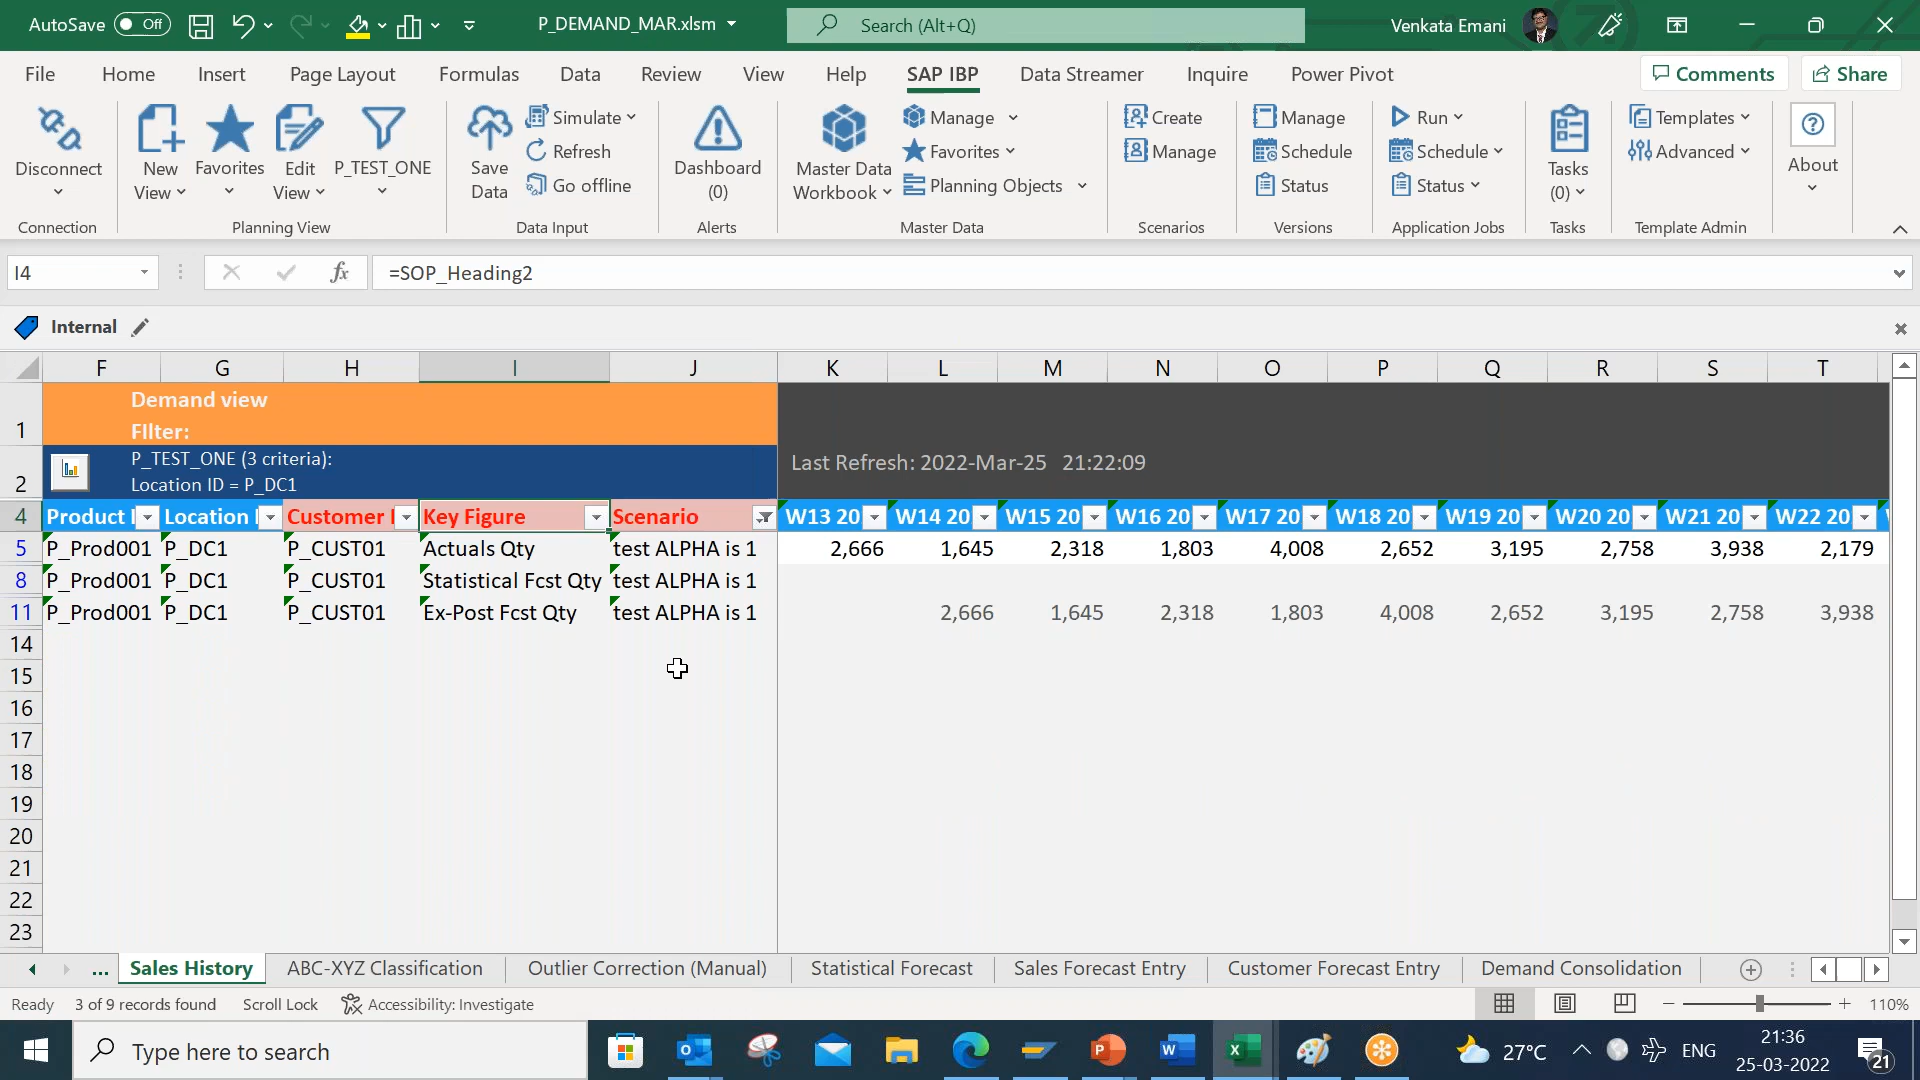 AutoSave Off P_DEMAND_MAR.xlsm Search (Alt+Q) Venkata Emani
File Home Insert Page Layout Formulas Data Review View Help SAP IBP Data Streamer Inquire Power Pivot Comments Share
Disconnect
New View
Favorites
Edit View
P_TEST_ONE
Save Data
Simulate
Refresh
Go offline
Dashboard (0)
Master Data Workbook
Manage
Favorites
Planning Objects
Create
Manage
Manage
Schedule
Status
Run
Schedule
Status
Tasks (0)
Templates
Advanced
About
Connection Planning View Data Input Alerts Master Data Scenarios Versions Application Jobs Tasks Template Admin
I4 fx =SOP_Heading2
Internal
F G H I J K L M N O P Q R S T
1 Demand view
FIlter:
2 P_TEST_ONE (3 criteria):
Location ID = P_DC1
Last Refresh: 2022-Mar-25 21:22:09
4 Product Location Customer Key Figure Scenario W13 20 W14 20 W15 20 W16 20 W17 20 W18 20 W19 20 W20 20 W21 20 W22 20
5 P_Prod001 P_DC1 P_CUST01 Actuals Qty test ALPHA is 1 2,666 1,645 2,318 1,803 4,008 2,652 3,195 2,758 3,938 2,179
8 P_Prod001 P_DC1 P_CUST01 Statistical Fcst Qty test ALPHA is 1
11 P_Prod001 P_DC1 P_CUST01 Ex-Post Fcst Qty test ALPHA is 1 2,666 1,645 2,318 1,803 4,008 2,652 3,195 2,758 3,938
14
15
16
17
18
19
20
21
22
23
... Sales History ABC-XYZ Classification Outlier Correction (Manual) Statistical Forecast Sales Forecast Entry Customer Forecast Entry Demand Consolidation
Ready 3 of 9 records found Scroll Lock Accessibility: Investigate 110%
Type here to search 27°C ENG 21:36
25-03-2022 21